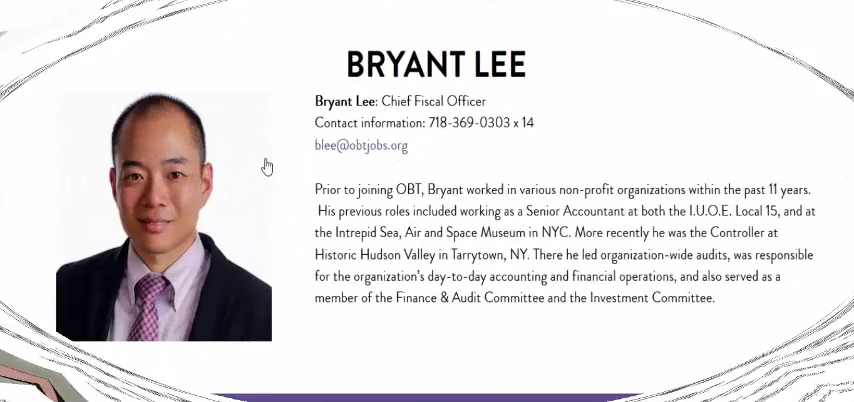 BRYANT LEE
Bryant Lee: Chief Fiscal Officer
Contact information: 718-369-0303 x 14
blee@obtjobs.org
Prior to joining OBT, Bryant worked in various non-profit organizations within the past 11 years.
His previous roles included working as a Senior Accountant at both the I.U.O.E. Local 15, and at
the Intrepid Sea, Air and Space Museum in NYC. More recently he was the Controller at
Historic Hudson Valley in Tarrytown, NY. There he led organization-wide audits, was responsible
for the organization's day-to-day accounting and financial operations, and also served as a
member of the Finance & Audit Committee and the Investment Committee.